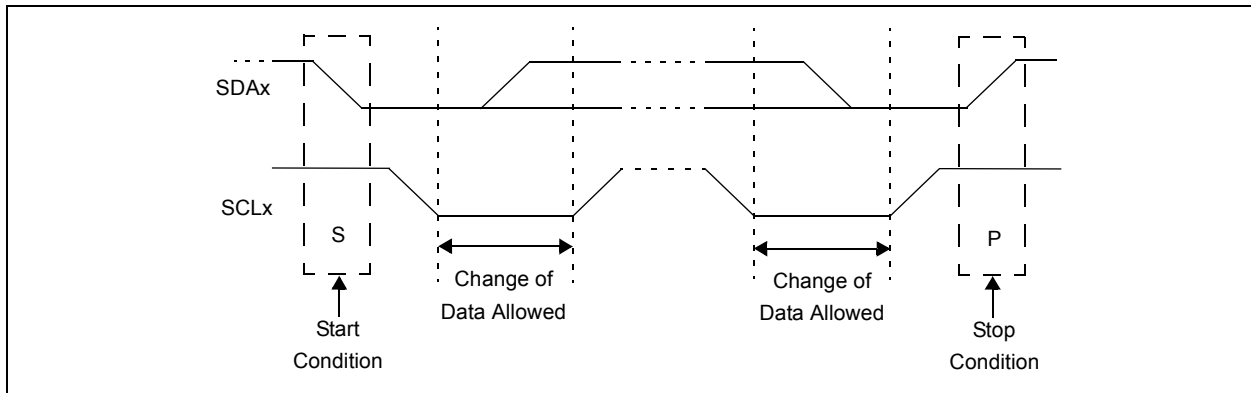 SDAx
SCLx
S
P
Change of
Data Allowed
Change of
Data Allowed
Start
Condition
Stop
Condition